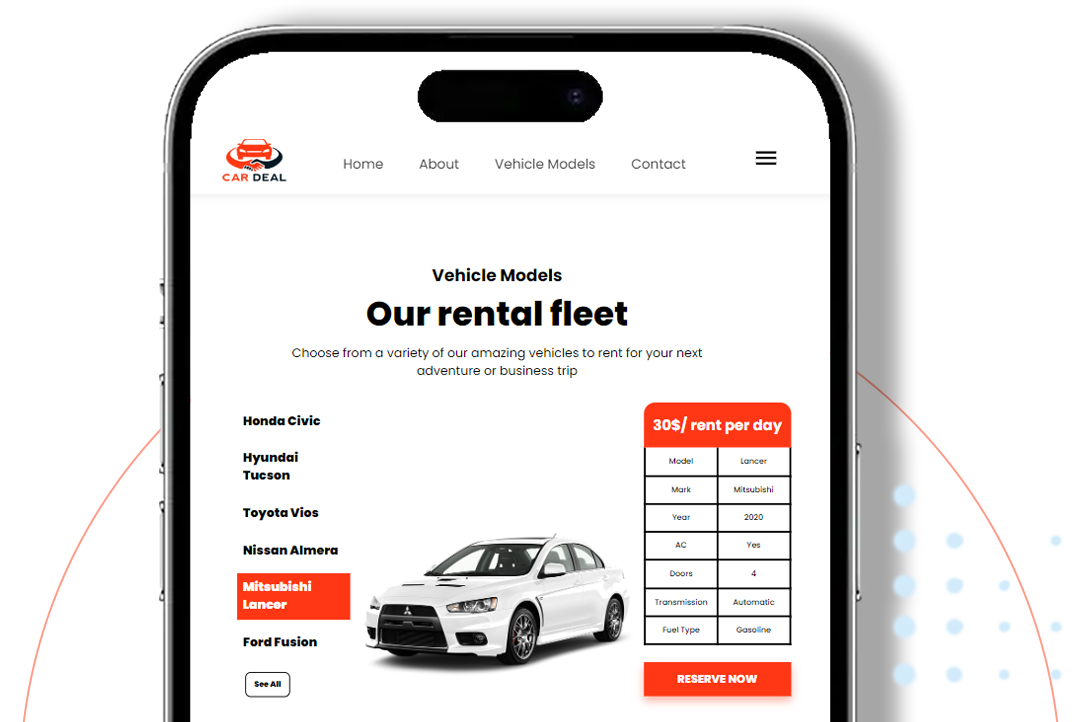 CAR DEAL
Home About Vehicle Models Contact
Vehicle Models
Our rental fleet
Choose from a variety of our amazing vehicles to rent for your next
adventure or business trip
Honda Civic
Hyundai
Tucson
Toyota Vios
Nissan Almera
Mitsubishi
Lancer
Ford Fusion
See All
30$/ rent per day
Model Lancer
Mark Mitsubishi
Year 2020
AC Yes
Doors 4
Transmission Automatic
Fuel Type Gasoline
RESERVE NOW